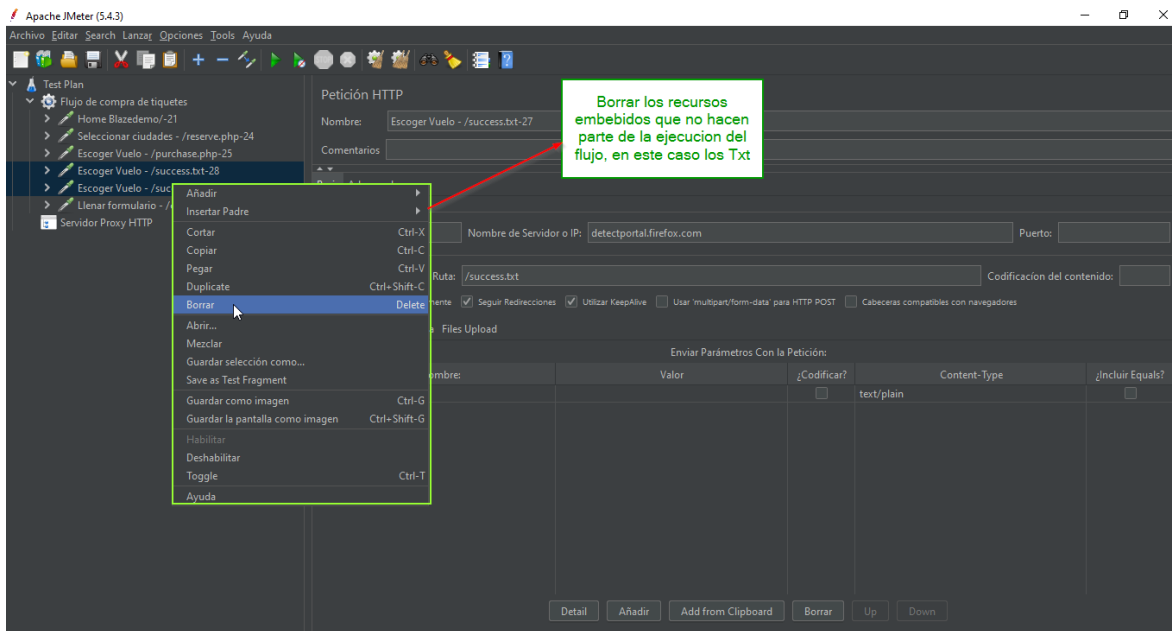 Apache JMeter (5.4.3)
Archivo Editar Search Lanzar Opciones Tools Ayuda
Test Plan
Flujo de compra de tiquetes
Home Blazedemo/-21
Seleccionar ciudades - /reserve.php-24
Escoger Vuelo - /purchase.php-25
Escoger Vuelo - /success.txt-28
Escoger Vuelo - /suc
Llenar formulario - /
Servidor Proxy HTTP
Añadir
Insertar Padre
Cortar Ctrl-X
Copiar Ctrl-C
Pegar Ctrl-V
Duplicate Ctrl+Shift-C
Borrar Delete
Abrir...
Mezclar
Guardar selección como...
Save as Test Fragment
Guardar como imagen Ctrl-G
Guardar la pantalla como imagen Ctrl+Shift-G
Habilitar
Deshabilitar
Toggle Ctrl-T
Ayuda
Petición HTTP
Nombre: Escoger Vuelo - /success.txt-27
Comentarios
Borrar los recursos
embebidos que no hacen
parte de la ejecucion del
flujo, en este caso los Txt
Nombre de Servidor o IP: detectportal.firefox.com Puerto:
Ruta: /success.txt Codificacíon del contenido:
mente Seguir Redirecciones Utilizar KeepAlive Usar 'multipart/form-data' para HTTP POST Cabeceras compatibles con navegadores
Files Upload
Enviar Parámetros Con la Petición:
ombre: Valor ¿Codificar? Content-Type ¿Incluir Equals?
text/plain
Detail Añadir Add from Clipboard Borrar Up Down